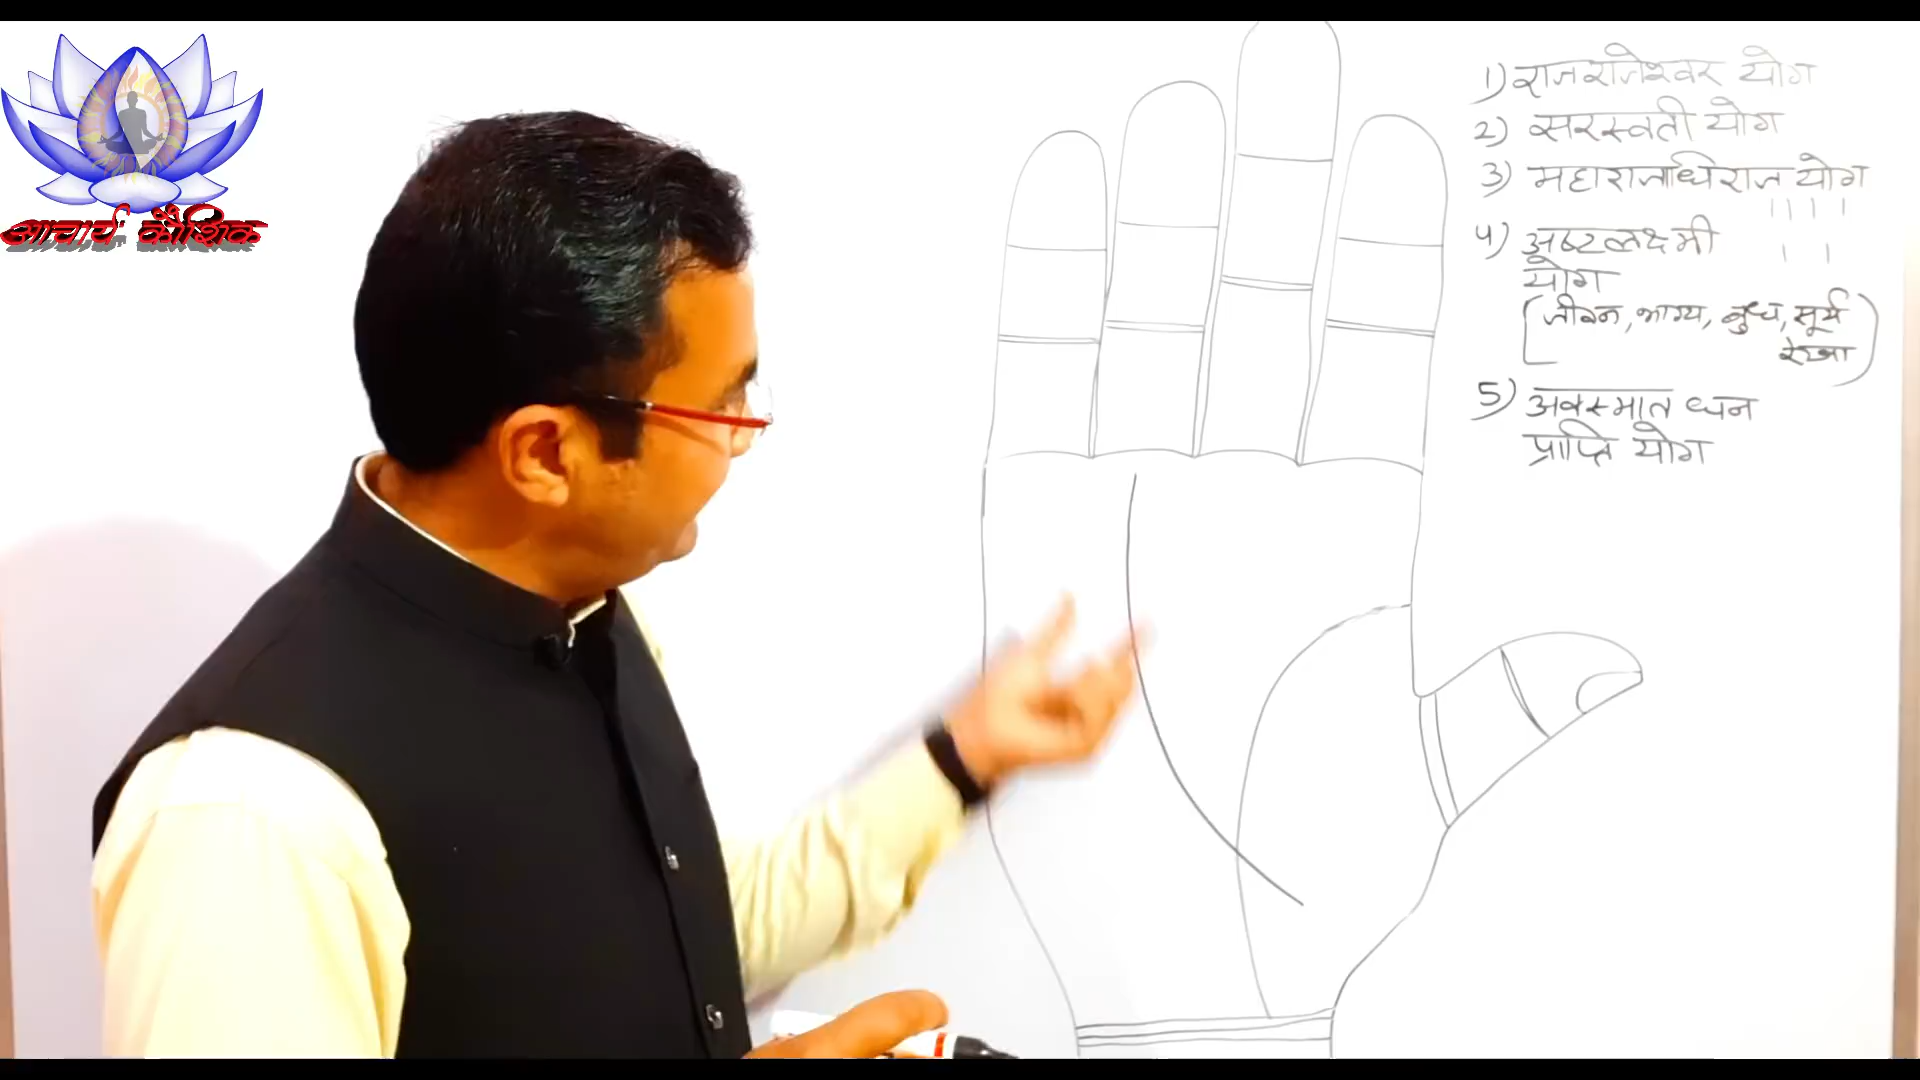 आचार्य कौशिक
1) राजराजेश्वर योग
2) सरस्वती योग
3) महाराजाधिराज योग
4) अष्टलक्ष्मी
योग
(जीवन, भाग्य, बुध, सूर्य
रेखा)
5) अकस्मात धन
प्राप्ति योग